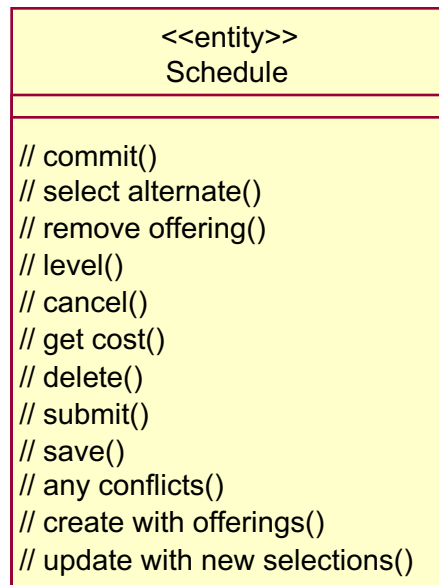 <<entity>>
Schedule
// commit()
// select alternate()
// remove offering()
// level()
// cancel()
// get cost()
// delete()
// submit()
// save()
// any conflicts()
// create with offerings()
// update with new selections()